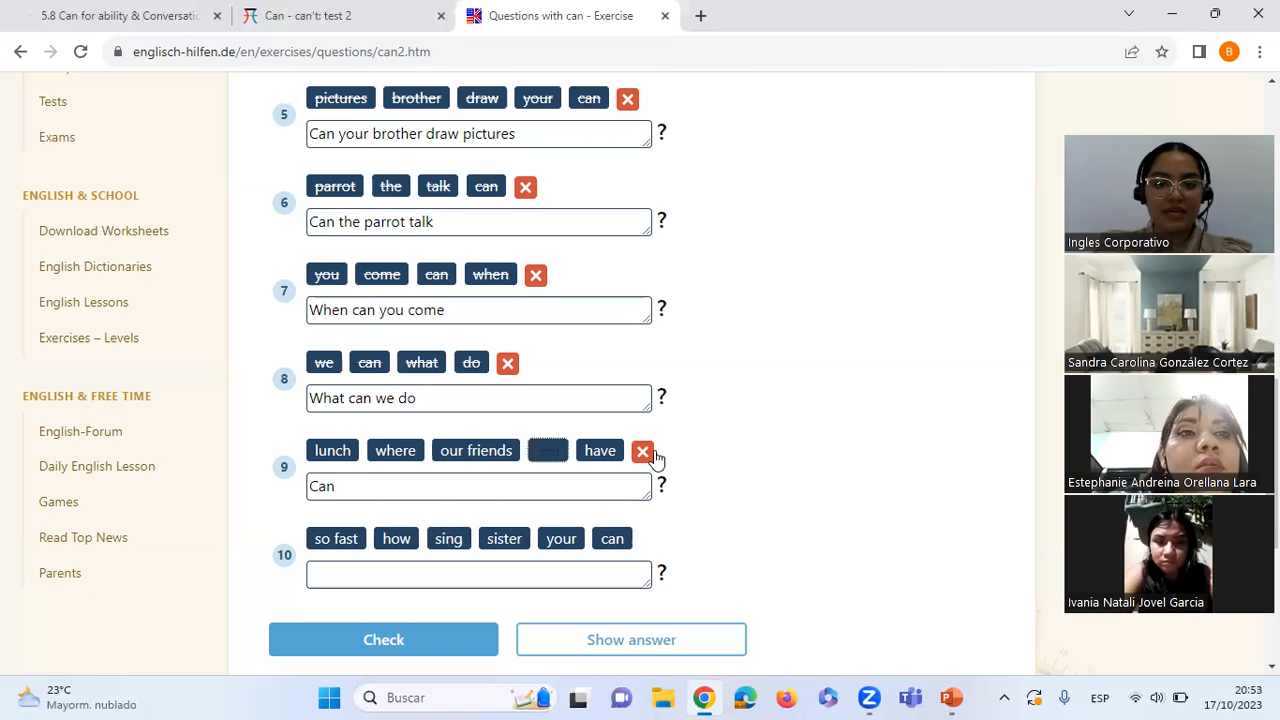 5.8 Can for ability & Conversatio
Can - can't: test 2
Questions with can - Exercise
englisch-hilfen.de/en/exercises/questions/can2.htm
B
Tests
Exams
ENGLISH & SCHOOL
Download Worksheets
English Dictionaries
English Lessons
Exercises – Levels
ENGLISH & FREE TIME
English-Forum
Daily English Lesson
Games
Read Top News
Parents
5
pictures brother draw your can
Can your brother draw pictures ?
6
parrot the talk can
Can the parrot talk ?
7
you come can when
When can you come ?
8
we can what do
What can we do ?
9
lunch where our friends have
Can ?
10
so fast how sing sister your can
?
Check
Show answer
Ingles Corporativo
Sandra Carolina González Cortez
Estephanie Andreina Orellana Lara
Ivania Natali Jovel Garcia
23°C
Mayorm. nublado
Buscar
ESP
20:53
17/10/2023